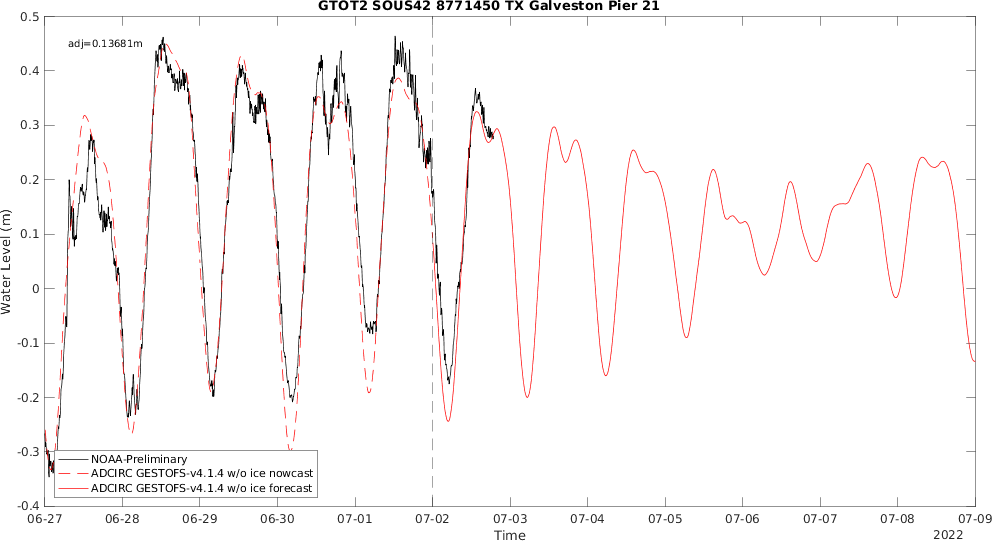 GTOT2 SOUS42 8771450 TX Galveston Pier 21
adj=0.13681m
0.5
0.4
0.3
0.2
0.1
0
-0.1
-0.2
-0.3
-0.4
Water Level (m)
NOAA-Preliminary
ADCIRC GESTOFS-v4.1.4 w/o ice nowcast
ADCIRC GESTOFS-v4.1.4 w/o ice forecast
06-27 06-28 06-29 06-30 07-01 07-02 07-03 07-04 07-05 07-06 07-07 07-08 07-09
Time
2022